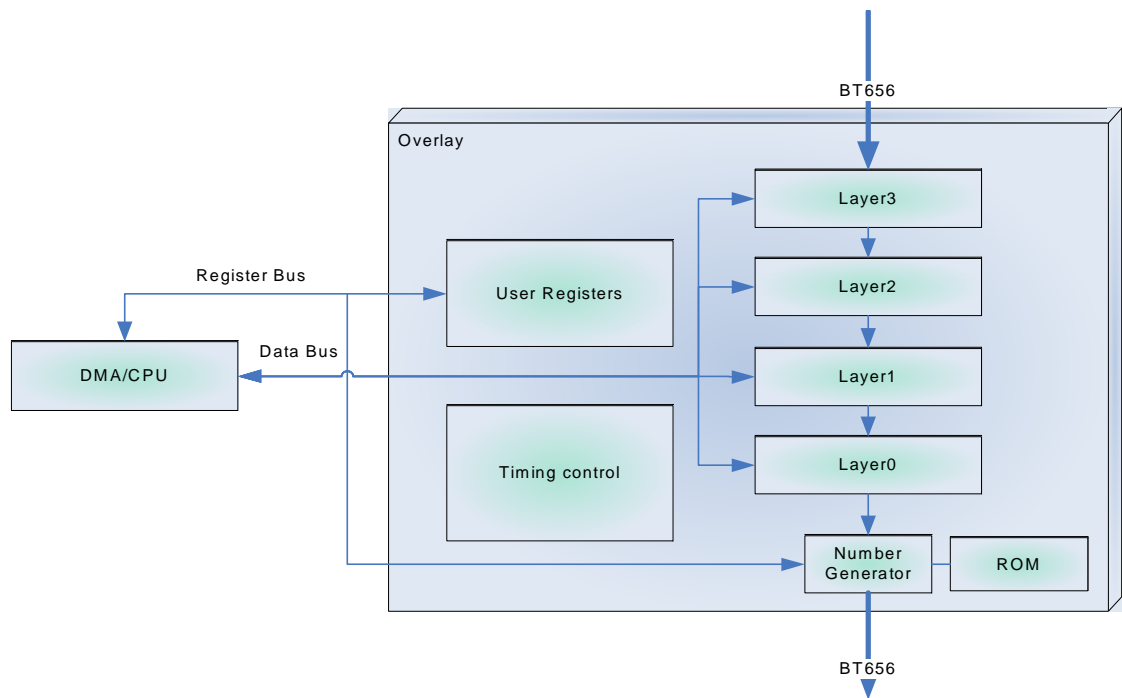 BT656
Overlay
Layer3
Register Bus
User Registers
Layer2
Data Bus
DMA/CPU
Layer1
Timing control
Layer0
Number
Generator
ROM
BT656